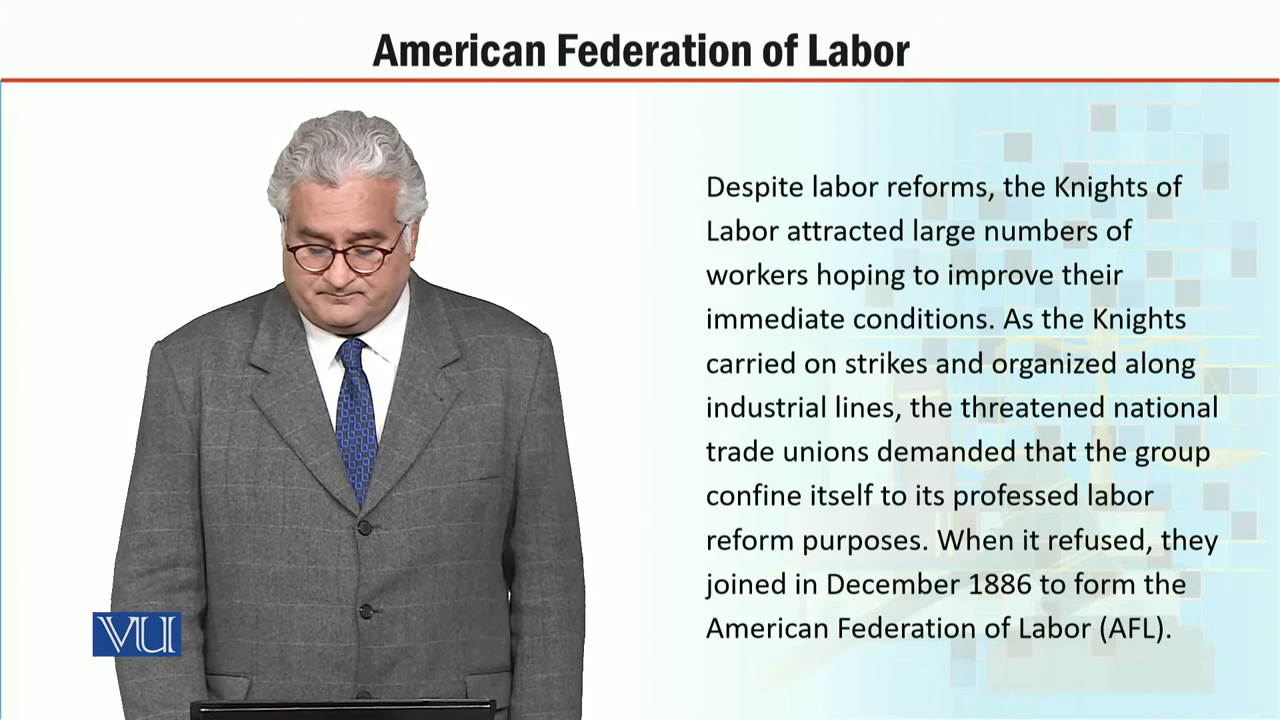 American Federation of Labor
Despite labor reforms, the Knights of
Labor attracted large numbers of
workers hoping to improve their
immediate conditions. As the Knights
carried on strikes and organized along
industrial lines, the threatened national
trade unions demanded that the group
confine itself to its professed labor
reform purposes. When it refused, they
joined in December 1886 to form the
American Federation of Labor (AFL).
VU